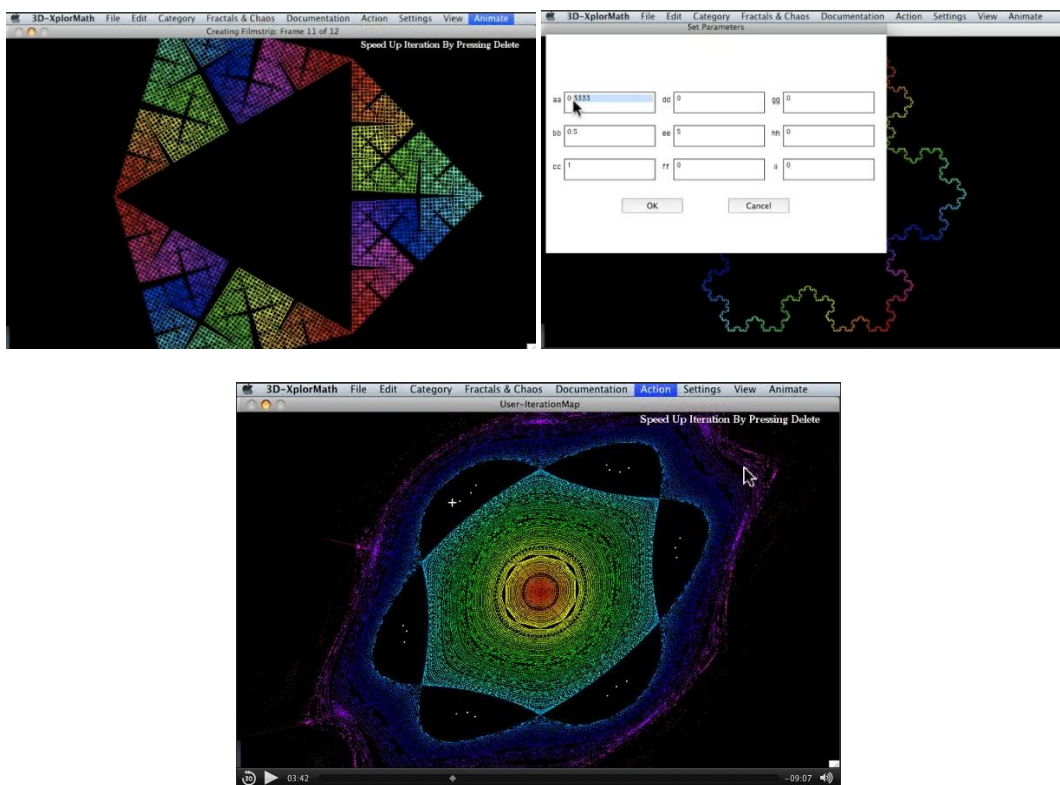 3D-XplorMath File Edit Category Fractals & Chaos Documentation Action Settings View Animate
Creating Filmstrip: Frame 11 of 12
Speed Up Iteration By Pressing Delete
3D-XplorMath File Edit Category Fractals & Chaos Documentation Action Settings View Animate
Set Parameters
aa 0.3333 dd 0 gg 0
bb 0.5 ee 5 hh 0
cc 1 ff 0 ii 0
OK Cancel
3D-XplorMath File Edit Category Fractals & Chaos Documentation Action Settings View Animate
User-IterationMap
Speed Up Iteration By Pressing Delete
30 03:42 -09:07